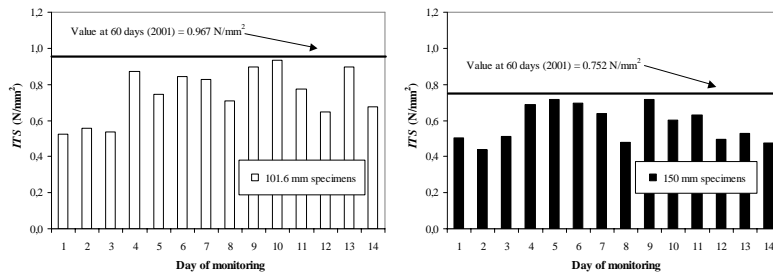 1,2
1,0
0,8
0,6
0,4
0,2
0,0
ITS (N/mm²)
Value at 60 days (2001) = 0.967 N/mm²
101.6 mm specimens
1 2 3 4 5 6 7 8 9 10 11 12 13 14
Day of monitoring
1,2
1,0
0,8
0,6
0,4
0,2
0,0
ITS (N/mm²)
Value at 60 days (2001) = 0.752 N/mm²
150 mm specimens
1 2 3 4 5 6 7 8 9 10 11 12 13 14
Day of monitoring